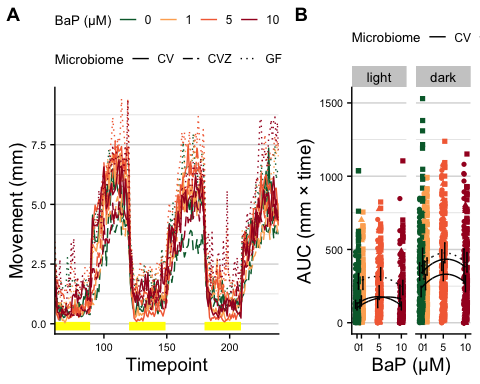 A
BaP (µM) 0 1 5 10
Microbiome CV CVZ GF
Movement (mm)
7.5
5.0
2.5
0.0
100 150 200
Timepoint
B
Microbiome CV
light dark
AUC (mm × time)
1500
1000
500
0
01 5 10 01 5 10
BaP (µM)